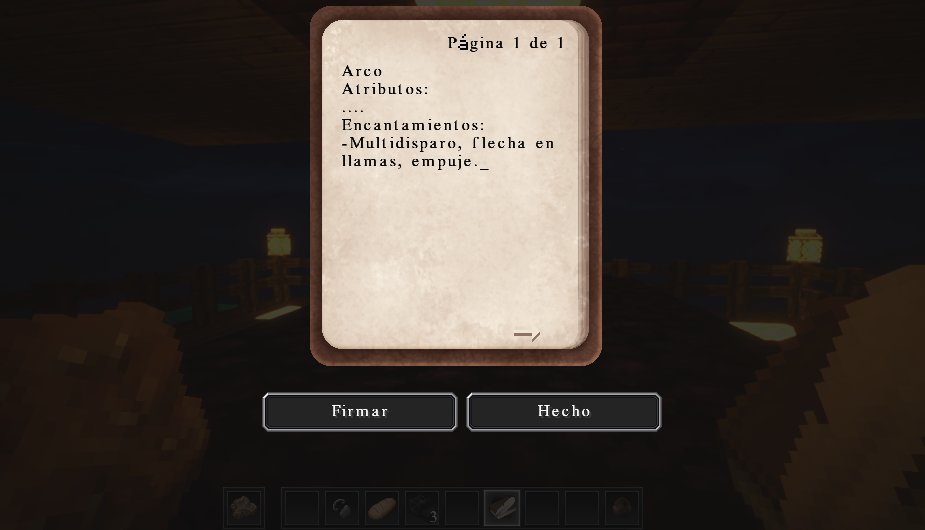 Página 1 de 1
Arco
Atributos:
....
Encantamientos:
-Multidisparo, flecha en
llamas, empuje._
Firmar
Hecho
3